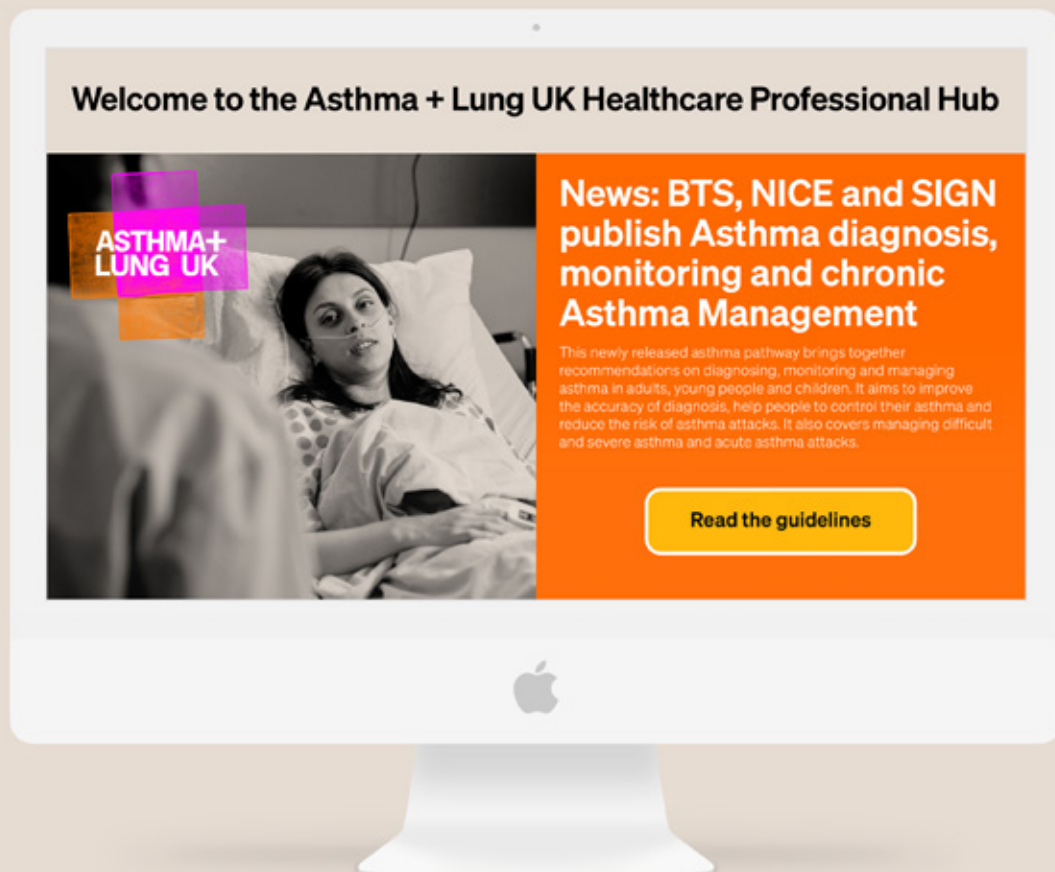 Welcome to the Asthma + Lung UK Healthcare Professional Hub
ASTHMA+
LUNG UK
News: BTS, NICE and SIGN
publish Asthma diagnosis,
monitoring and chronic
Asthma Management
This newly released asthma pathway brings together
recommendations on diagnosing, monitoring and managing
asthma in adults, young people and children. It aims to improve
the accuracy of diagnosis, help people to control their asthma and
reduce the risk of asthma attacks. It also covers managing difficult
and severe asthma and acute asthma attacks.
Read the guidelines